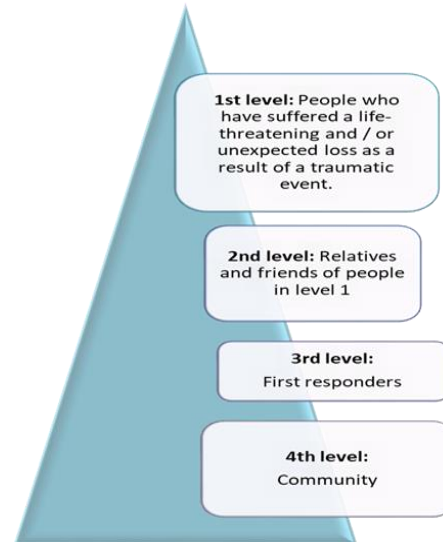 1st level: People who
have suffered a life-
threatening and / or
unexpected loss as a
result of a traumatic
event.
2nd level: Relatives
and friends of people
in level 1
3rd level:
First responders
4th level:
Community